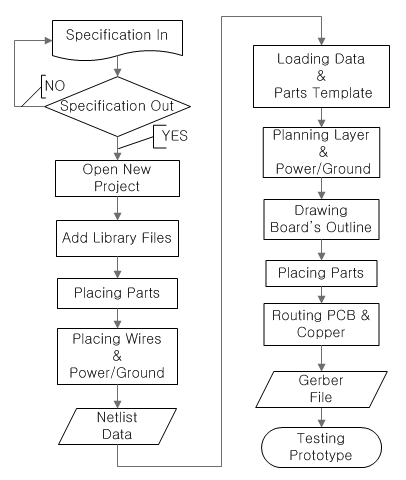 Specification In
NO
Specification Out
YES
Open New
Project
Add Library Files
Placing Parts
Placing Wires
&
Power/Ground
Netlist
Data
Loading Data
&
Parts Template
Planning Layer
&
Power/Ground
Drawing
Board's Outline
Placing Parts
Routing PCB &
Copper
Gerber
File
Testing
Prototype